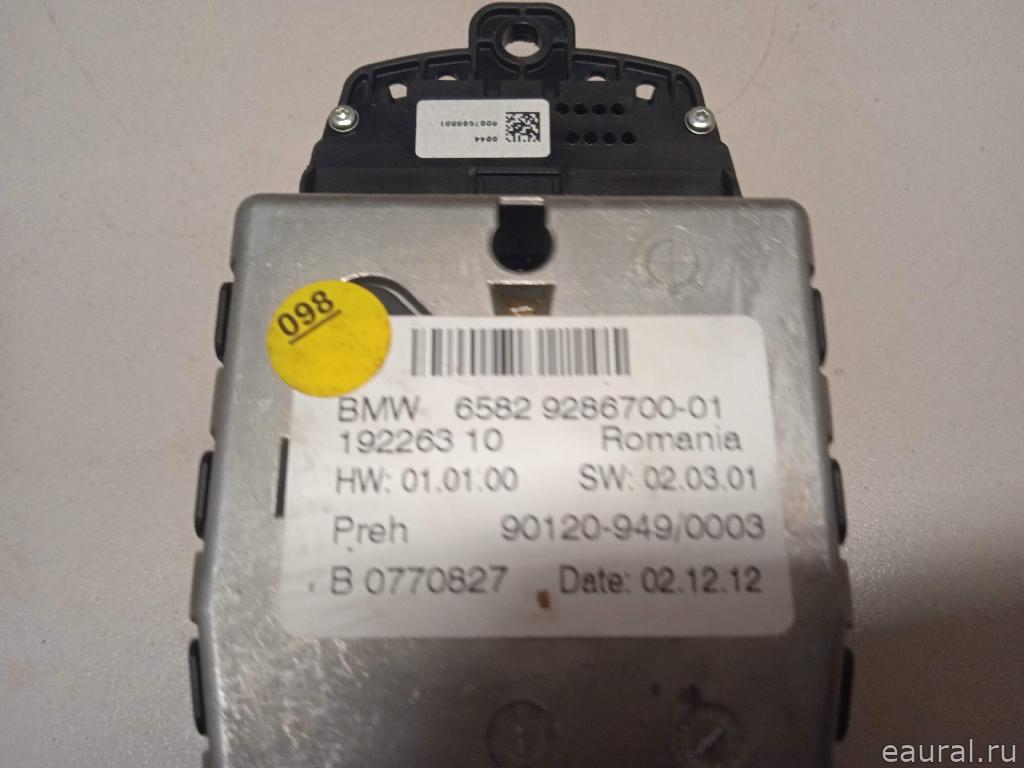 0044
098
BMW 6582 9286700-01
192263 10 Romania
HW: 01.01.00 SW: 02.03.01
Preh 90120-949/0003
B 0770827 Date: 02.12.12
eaural.ru